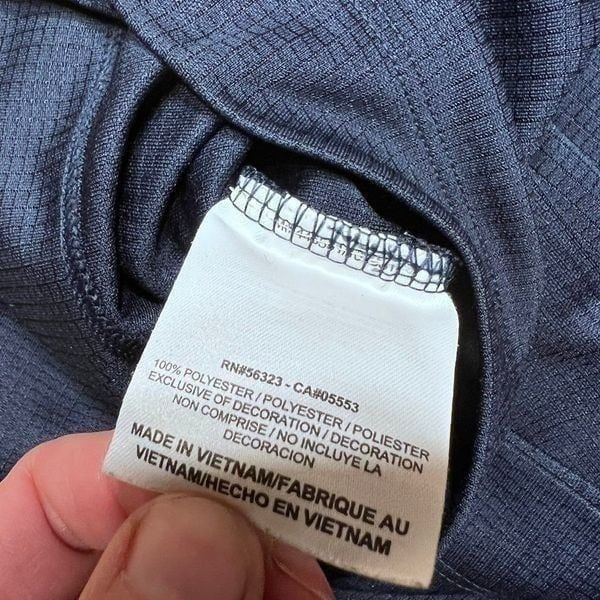 RN#56323 - CA#05553
100% POLYESTER / POLYESTER / POLIESTER
EXCLUSIVE OF DECORATION / DECORATION
NON COMPRISE / NO INCLUYE LA
DECORACION
MADE IN VIETNAM/FABRIQUE AU
VIETNAM/HECHO EN VIETNAM